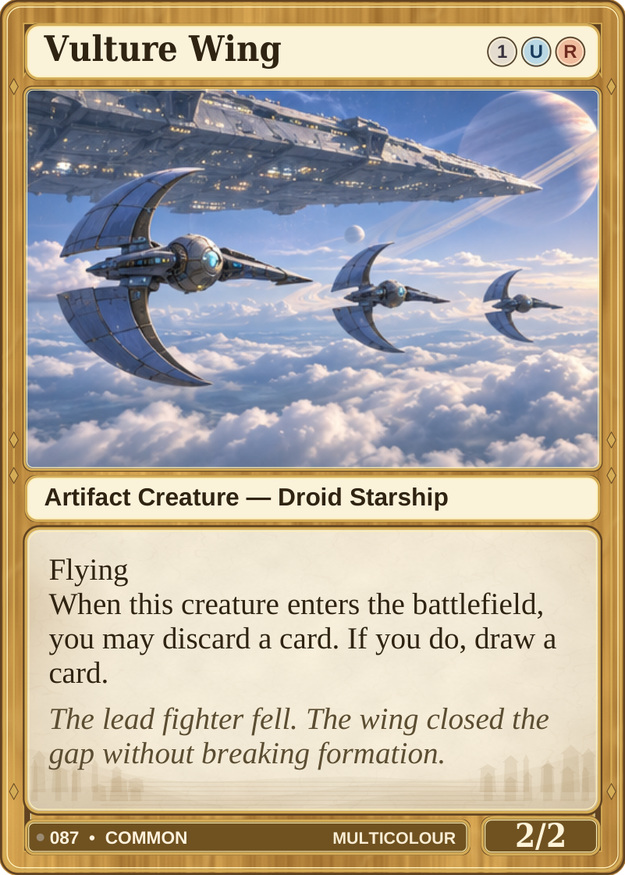 Vulture Wing 1 U R
Artifact Creature — Droid Starship
Flying
When this creature enters the battlefield,
you may discard a card. If you do, draw a
card.
The lead fighter fell. The wing closed the
gap without breaking formation.
087 • COMMON MULTICOLOUR 2/2